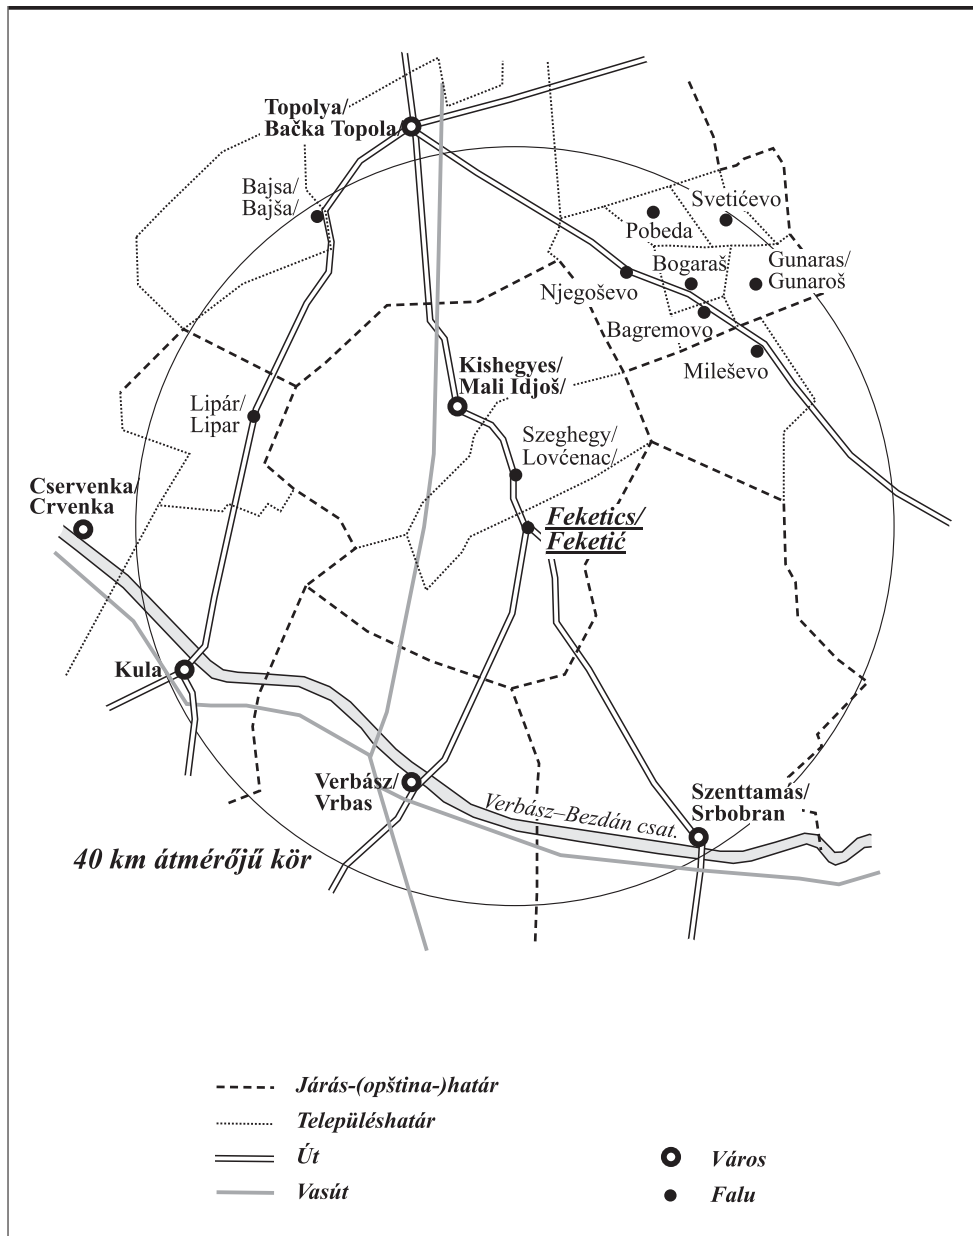 Topolya/
Bačka Topola/
Bajsa/
Bajša/
Svetićevo
Pobeda
Bogaraš
Gunaras/
Gunaroš
Njegoševo
Bagremovo
Mileševo
Kishegyes/
Mali Idjoš/
Lipár/
Lipar
Szeghegy/
Lovćenac/
Cservenka/
Crvenka
Feketics/
Feketić
Kula
Verbász/
Vrbas
Verbász–Bezdán csat.
Szenttamás/
Srbobran
40 km átmérőjű kör
Járás-(opština-)határ
Településhatár
Út
Vasút
Város
Falu